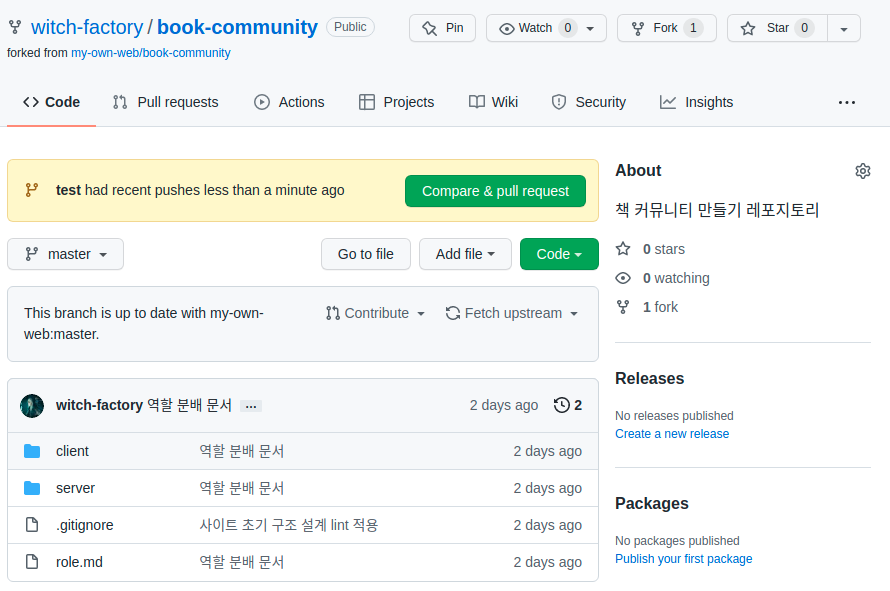 witch-factory / book-community Public
Pin
Watch 0
Fork 1
Star 0
forked from my-own-web/book-community
Code
Pull requests
Actions
Projects
Wiki
Security
Insights
...
test had recent pushes less than a minute ago
Compare & pull request
master
Go to file
Add file
Code
This branch is up to date with my-own-
web:master.
Contribute
Fetch upstream
witch-factory 역할 분배 문서 ...
2 days ago
2
client 역할 분배 문서 2 days ago
server 역할 분배 문서 2 days ago
.gitignore 사이트 초기 구조 설계 lint 적용 2 days ago
role.md 역할 분배 문서 2 days ago
About
책 커뮤니티 만들기 레포지토리
0 stars
0 watching
1 fork
Releases
No releases published
Create a new release
Packages
No packages published
Publish your first package